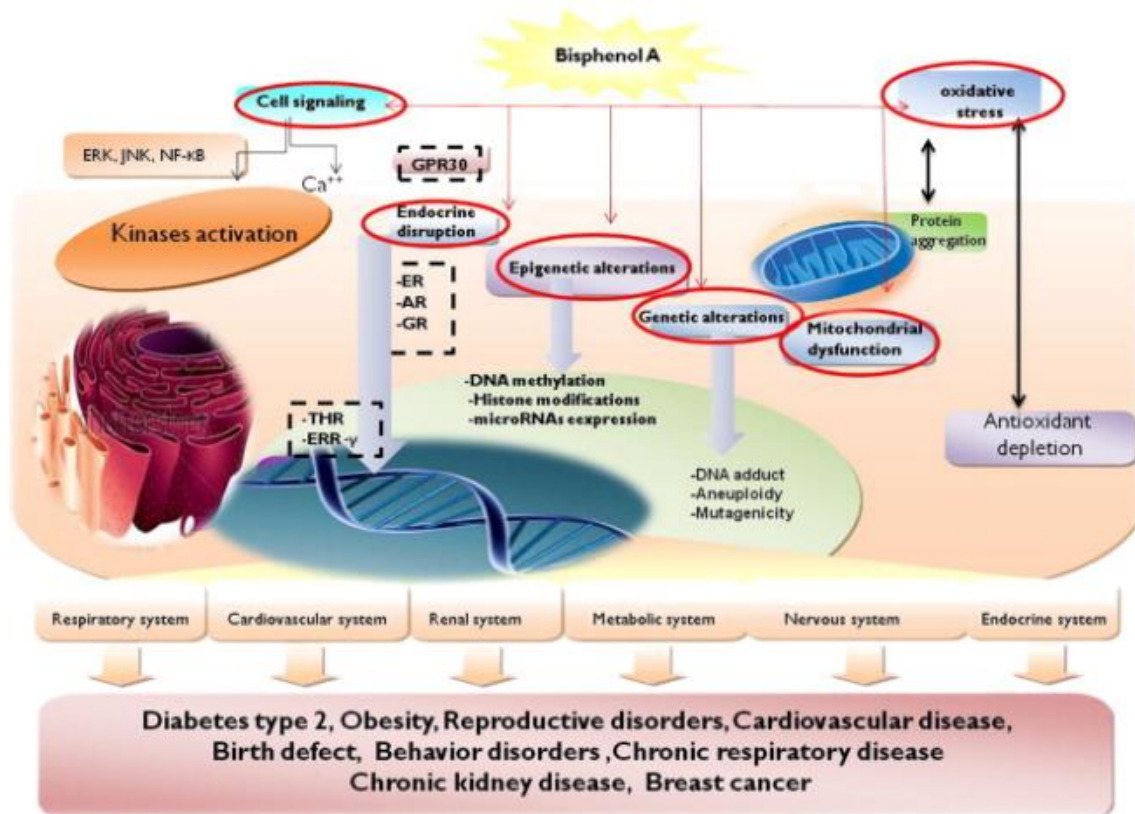 Bisphenol A
Cell signaling
oxidative
stress
ERK, JNK, NF-κB
Ca++
GPR30
Kinases activation
Endocrine
disruption
Protein
aggregation
Epigenetic alterations
-ER
-AR
-GR
Genetic alterations
Mitochondrial
dysfunction
-DNA methylation
-Histone modifications
-microRNAs eexpression
-THR
-ERR -γ
Antioxidant
depletion
-DNA adduct
-Aneuploidy
-Mutagenicity
Respiratory system
Cardiovascular system
Renal system
Metabolic system
Nervous system
Endocrine system
Diabetes type 2, Obesity, Reproductive disorders, Cardiovascular disease,
Birth defect, Behavior disorders ,Chronic respiratory disease
Chronic kidney disease, Breast cancer